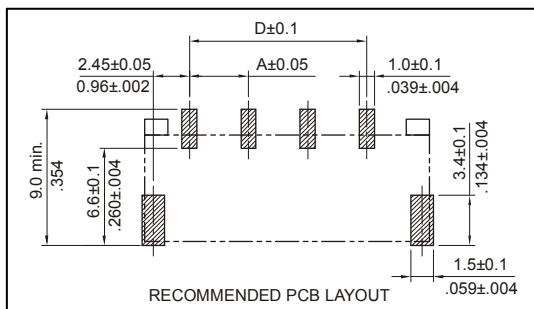 D±0.1
2.45±0.05
0.96±.002
A±0.05
1.0±0.1
.039±.004
9.0 min.
.354
6.6±0.1
.260±.004
3.4±0.1
.134±.004
1.5±0.1
.059±.004
RECOMMENDED PCB LAYOUT